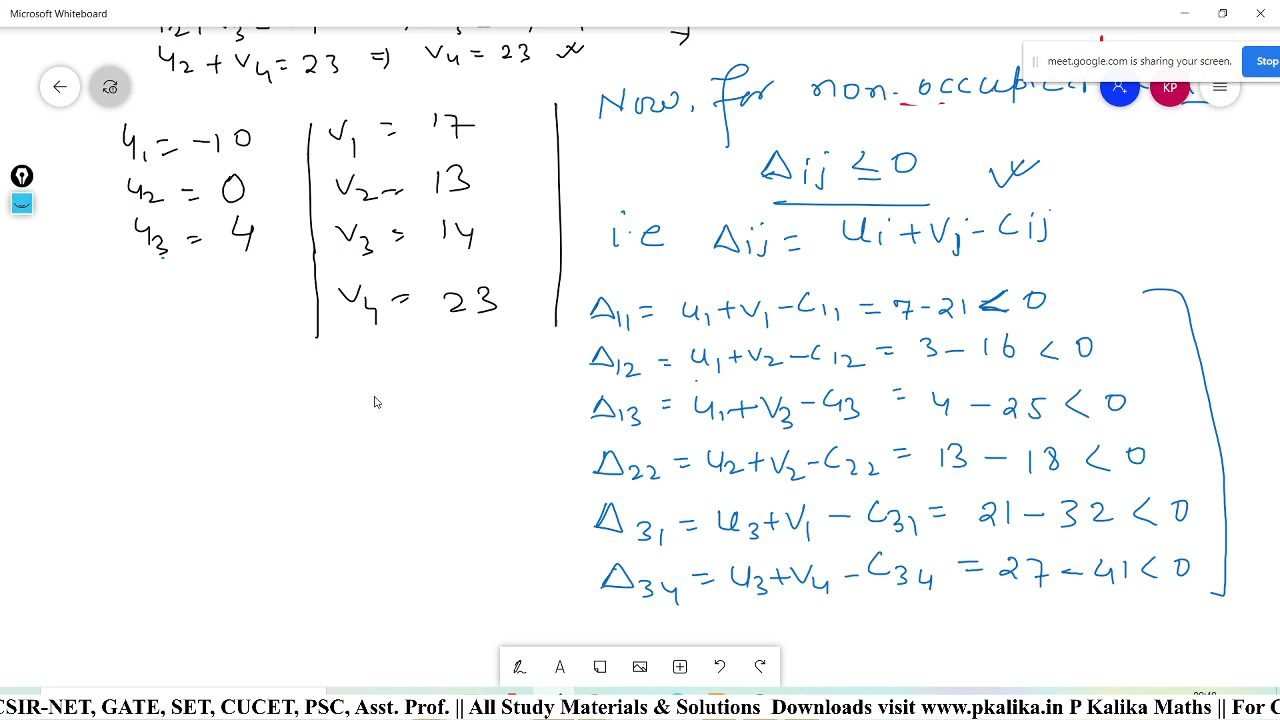 Microsoft Whiteboard
u2 + v4 = 23 => v4 = 23
meet.google.com is sharing your screen.
Stop
KP
Now, for non-occupied
u1 = -10
u2 = 0
u3 = 4
v1 = 17
v2 = 13
v3 = 14
v4 = 23
Δij ≤ 0
i.e Δij = ui + vj - cij
Δ11 = u1 + v1 - c11 = 7 - 21 < 0
Δ12 = u1 + v2 - c12 = 3 - 16 < 0
Δ13 = u1 + v3 - c13 = 4 - 25 < 0
Δ22 = u2 + v2 - c22 = 13 - 18 < 0
Δ31 = u3 + v1 - c31 = 21 - 32 < 0
Δ34 = u3 + v4 - c34 = 27 - 41 < 0
CSIR-NET, GATE, SET, CUCET, PSC, Asst. Prof. || All Study Materials & Solutions Downloads visit www.pkalika.in P Kalika Maths || For C